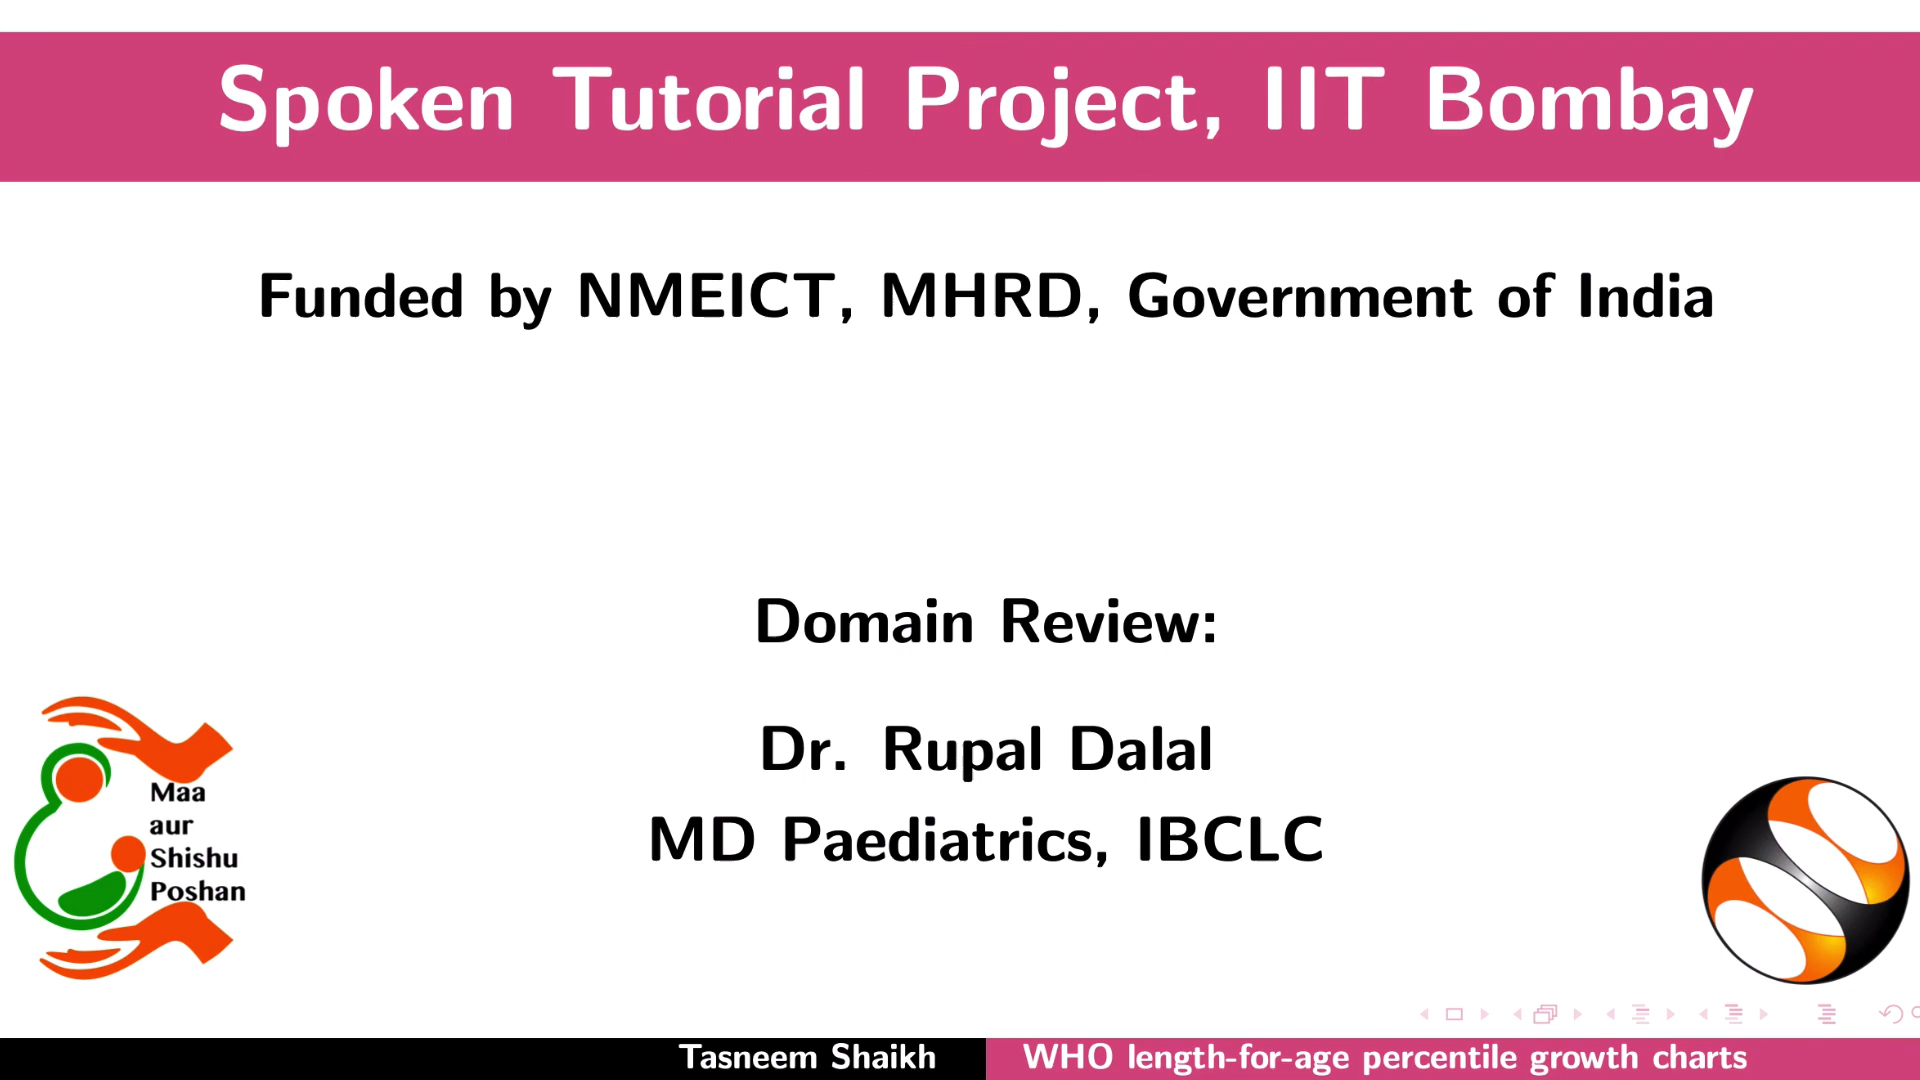 Spoken Tutorial Project, IIT Bombay
Funded by NMEICT, MHRD, Government of India
Domain Review:
Dr. Rupal Dalal
MD Paediatrics, IBCLC
Maa
aur
Shishu
Poshan
Tasneem Shaikh
WHO length-for-age percentile growth charts